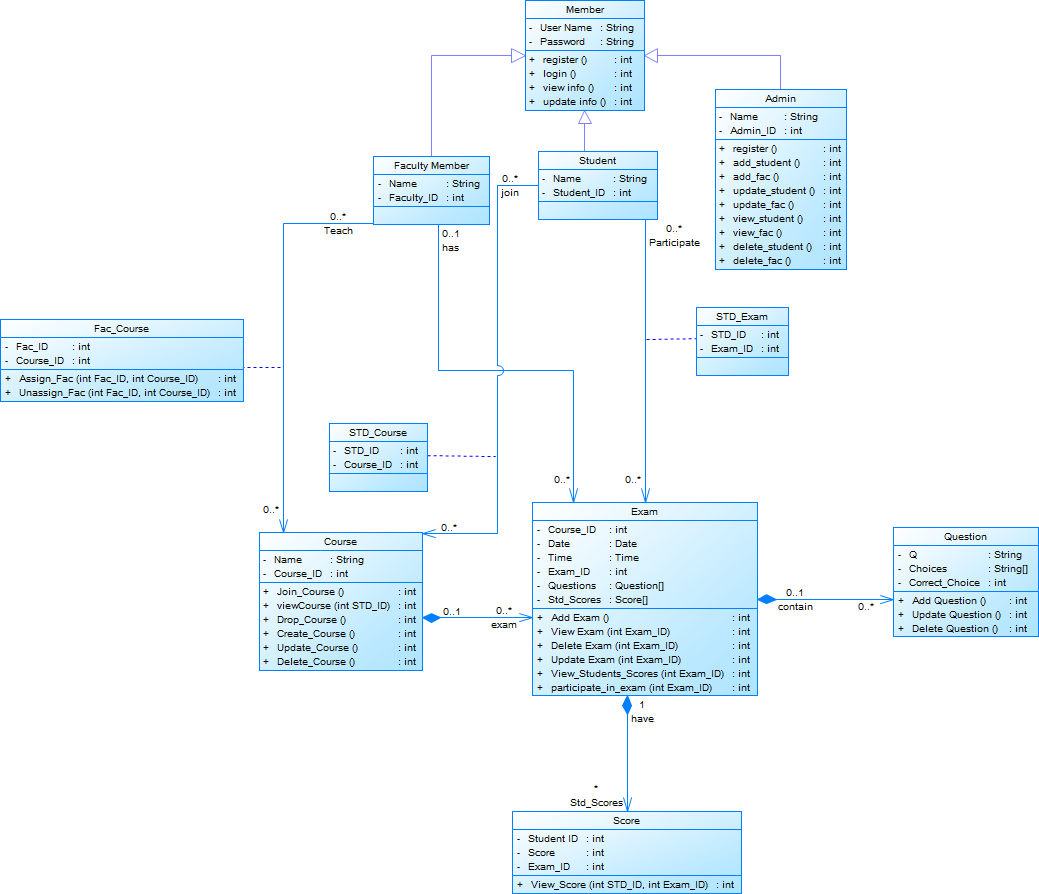 Member
- User Name : String
- Password : String
+ register () : int
+ login () : int
+ view info () : int
+ update info () : int
Admin
- Name : String
- Admin_ID : int
+ register () : int
+ add_student () : int
+ add_fac () : int
+ update_student () : int
+ update_fac () : int
+ view_student () : int
+ view_fac () : int
+ delete_student () : int
+ delete_fac () : int
Faculty Member
- Name : String
- Faculty_ID : int
Student
- Name : String
- Student_ID : int
0..*
join
0..*
Teach
0..1
has
0..*
Participate
Fac_Course
- Fac_ID : int
- Course_ID : int
+ Assign_Fac (int Fac_ID, int Course_ID) : int
+ Unassign_Fac (int Fac_ID, int Course_ID) : int
STD_Exam
- STD_ID : int
- Exam_ID : int
STD_Course
- STD_ID : int
- Course_ID : int
0..*
0..*
0..*
0..*
Course
- Name : String
- Course_ID : int
+ Join_Course () : int
+ viewCourse (int STD_ID) : int
+ Drop_Course () : int
+ Create_Course () : int
+ Update_Course () : int
+ Delete_Course () : int
0..1
0..*
exam
Exam
- Course_ID : int
- Date : Date
- Time : Time
- Exam_ID : int
- Questions : Question[]
- Std_Scores : Score[]
+ Add Exam () : int
+ View Exam (int Exam_ID) : int
+ Delete Exam (int Exam_ID) : int
+ Update Exam (int Exam_ID) : int
+ View_Students_Scores (int Exam_ID) : int
+ participate_in_exam (int Exam_ID) : int
0..1
contain
0..*
Question
- Q : String
- Choices : String[]
- Correct_Choice : int
+ Add Question () : int
+ Update Question () : int
+ Delete Question () : int
1
have
*
Std_Scores
Score
- Student ID : int
- Score : int
- Exam_ID : int
+ View_Score (int STD_ID, int Exam_ID) : int